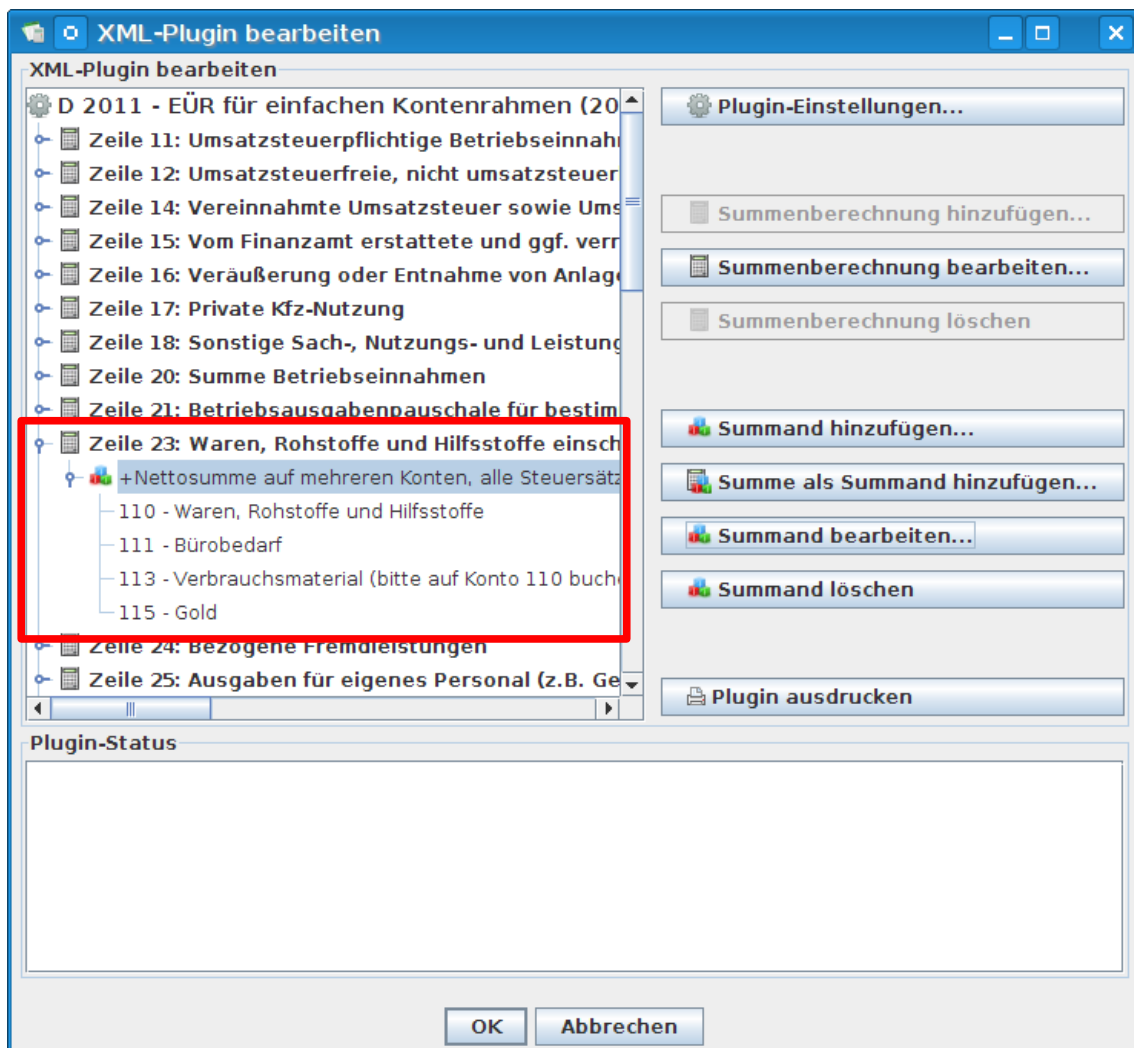 XML-Plugin bearbeiten
XML-Plugin bearbeiten
D 2011 - EÜR für einfachen Kontenrahmen (20
Zeile 11: Umsatzsteuerpflichtige Betriebseinnah
Zeile 12: Umsatzsteuerfreie, nicht umsatzsteuer
Zeile 14: Vereinnahmte Umsatzsteuer sowie Ums
Zeile 15: Vom Finanzamt erstattete und ggf. verr
Zeile 16: Veräußerung oder Entnahme von Anlage
Zeile 17: Private Kfz-Nutzung
Zeile 18: Sonstige Sach-, Nutzungs- und Leistung
Zeile 20: Summe Betriebseinnahmen
Zeile 21: Betriebsausgabenpauschale für bestim
Zeile 23: Waren, Rohstoffe und Hilfsstoffe einsch
+Nettosumme auf mehreren Konten, alle Steuersätz
110 - Waren, Rohstoffe und Hilfsstoffe
111 - Bürobedarf
113 - Verbrauchsmaterial (bitte auf Konto 110 buch
115 - Gold
Zeile 24: Bezogene Fremdleistungen
Zeile 25: Ausgaben für eigenes Personal (z.B. Ge
Plugin-Einstellungen...
Summenberechnung hinzufügen...
Summenberechnung bearbeiten...
Summenberechnung löschen
Summand hinzufügen...
Summe als Summand hinzufügen...
Summand bearbeiten...
Summand löschen
Plugin ausdrucken
Plugin-Status
OK
Abbrechen